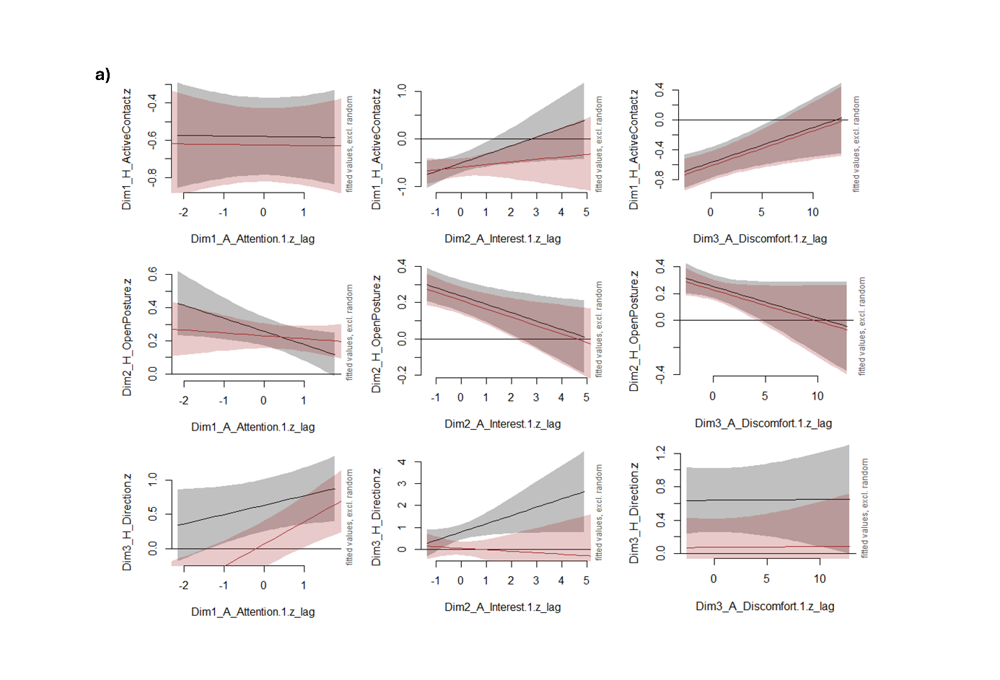 a)
Dim1_H_ActiveContact.z
-0.4
-0.6
-0.8
-2 -1 0 1
Dim1_A_Attention.1.z_lag
fitted values, excl. random
Dim1_H_ActiveContact.z
1.0
0.0
-1.0
-1 0 1 2 3 4 5
Dim2_A_Interest.1.z_lag
fitted values, excl. random
Dim1_H_ActiveContact.z
0.4
0.0
-0.4
-0.8
0 5 10
Dim3_A_Discomfort.1.z_lag
fitted values, excl. random
Dim2_H_OpenPosture.z
0.6
0.4
0.2
0.0
-2 -1 0 1
Dim1_A_Attention.1.z_lag
fitted values, excl. random
Dim2_H_OpenPosture.z
0.4
0.2
0.0
-0.2
-1 0 1 2 3 4 5
Dim2_A_Interest.1.z_lag
fitted values, excl. random
Dim2_H_OpenPosture.z
0.4
0.0
-0.4
0 5 10
Dim3_A_Discomfort.1.z_lag
fitted values, excl. random
Dim3_H_Direction.z
1.0
0.5
0.0
-2 -1 0 1
Dim1_A_Attention.1.z_lag
fitted values, excl. random
Dim3_H_Direction.z
4
3
2
1
0
-1 0 1 2 3 4 5
Dim2_A_Interest.1.z_lag
fitted values, excl. random
Dim3_H_Direction.z
1.2
0.8
0.4
0.0
0 5 10
Dim3_A_Discomfort.1.z_lag
fitted values, excl. random